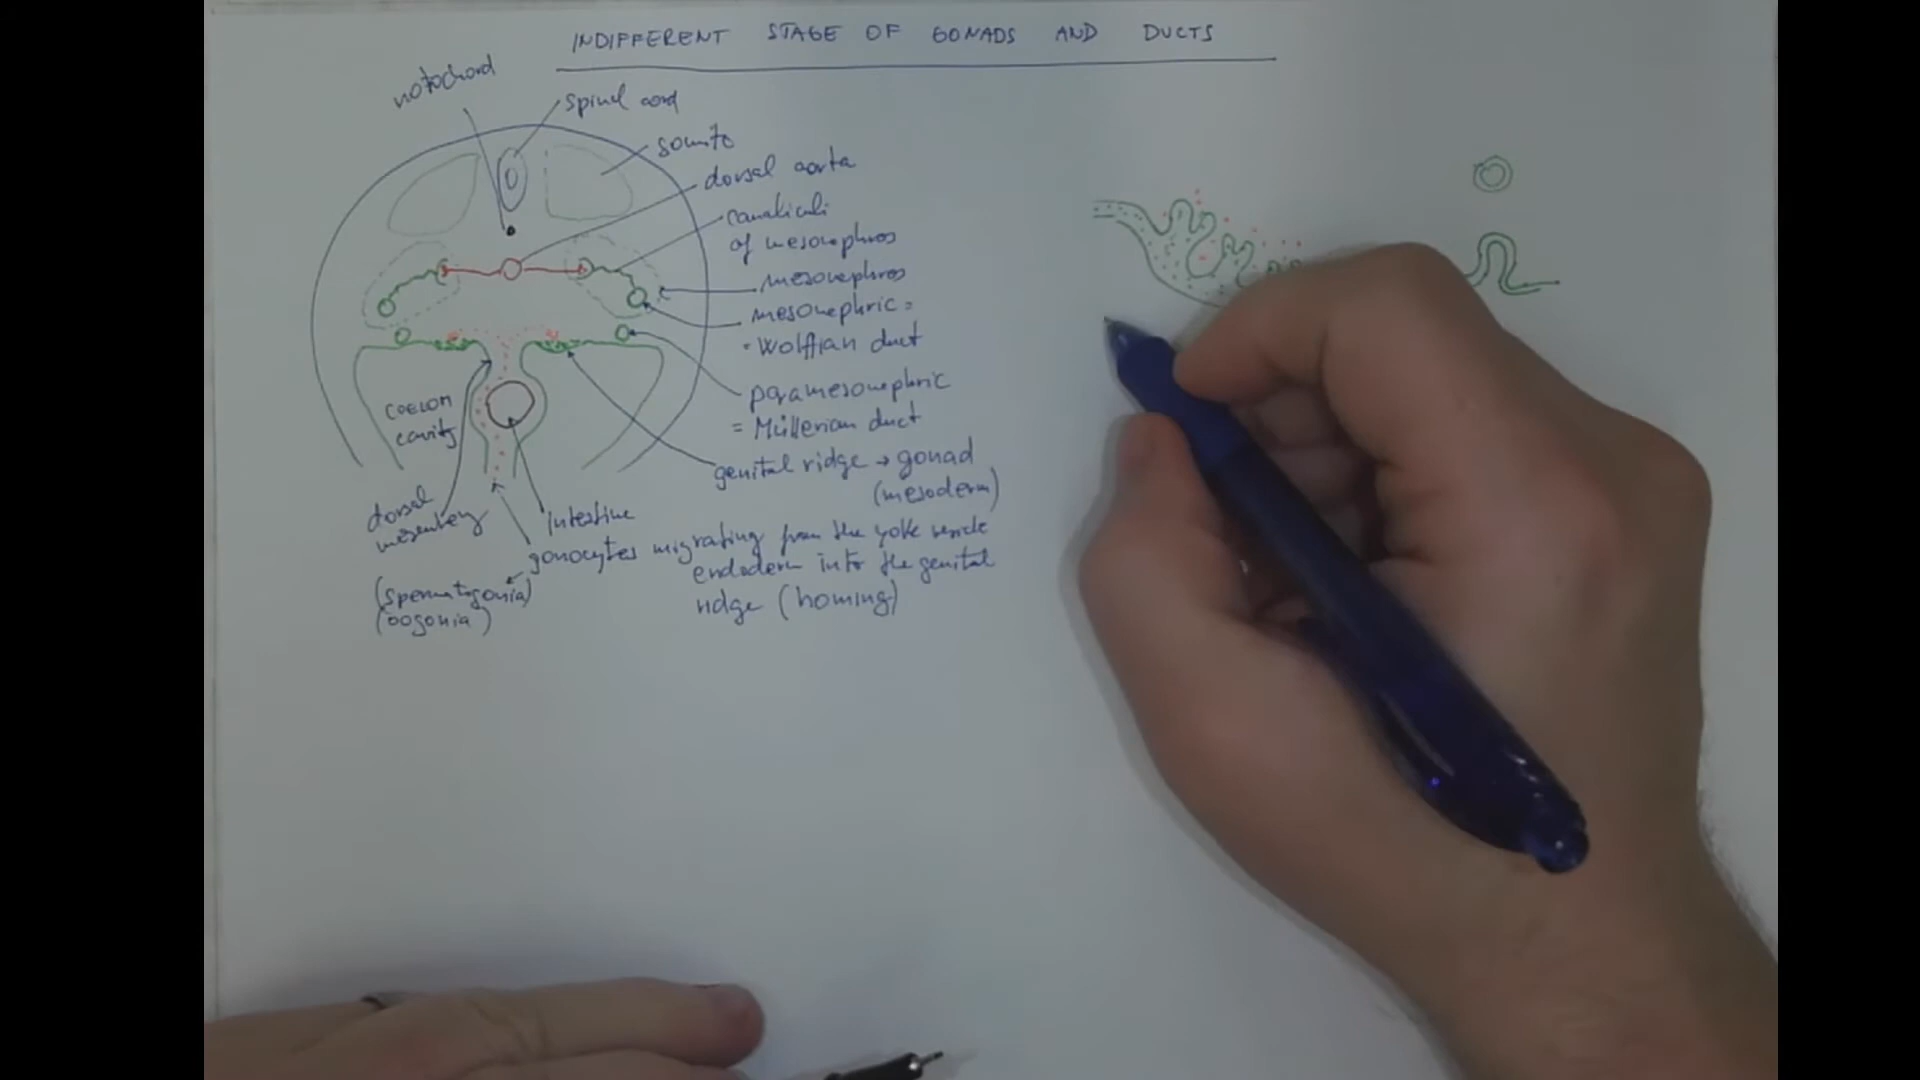 INDIFFERENT STAGE OF GONADS AND DUCTS
notochord
spinal cord
somite
dorsal aorta
canaliculi
of mesonephros
mesonephros
mesonephric =
= Wolffian duct
paramesonephric
= Müllerian duct
genital ridge → gonad
(mesoderm)
coelom
cavity
dorsal
mesentery
Intestine
gonocytes migrating from the yolk vesicle
endoderm into the genital
ridge (homing)
(spermatogonia)
(oogonia)